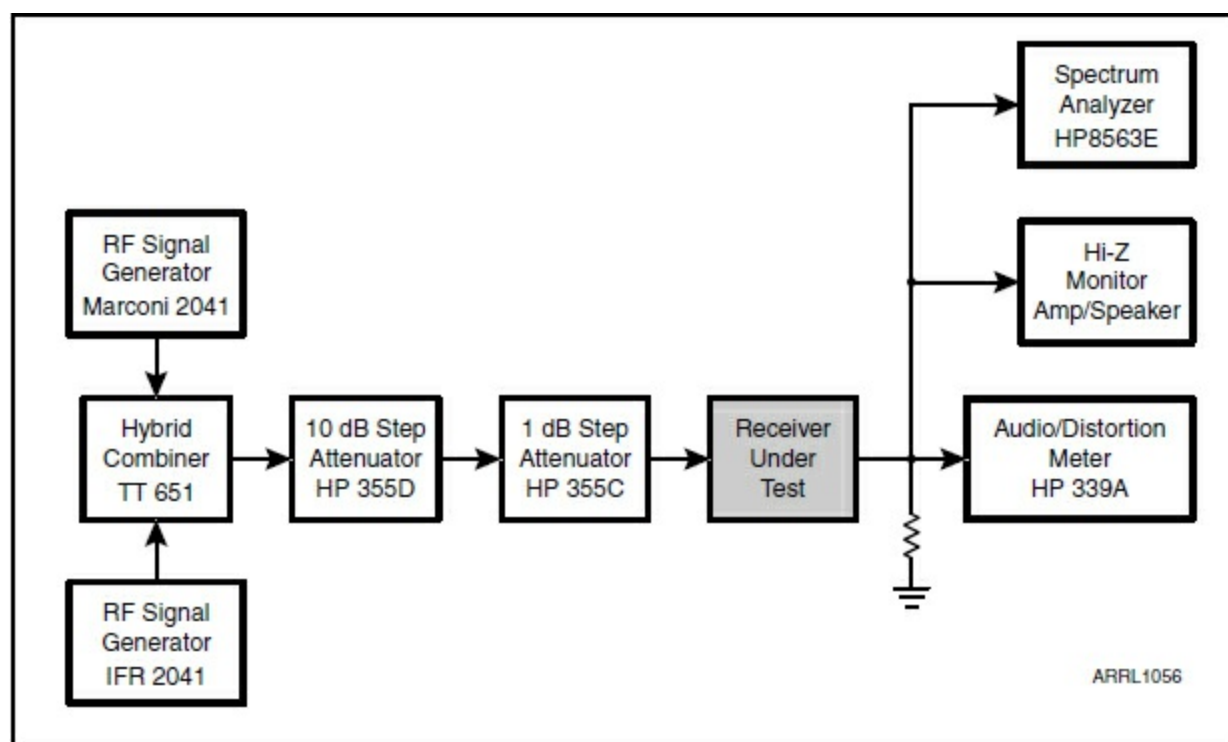 Spectrum
Analyzer
HP8563E
RF Signal
Generator
Marconi 2041
Hi-Z
Monitor
Amp/Speaker
Hybrid
Combiner
TT 651
10 dB Step
Attenuator
HP 355D
1 dB Step
Attenuator
HP 355C
Receiver
Under
Test
Audio/Distortion
Meter
HP 339A
RF Signal
Generator
IFR 2041
ARRL1056